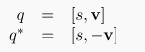 q = [s, v]
q* = [s, −v]